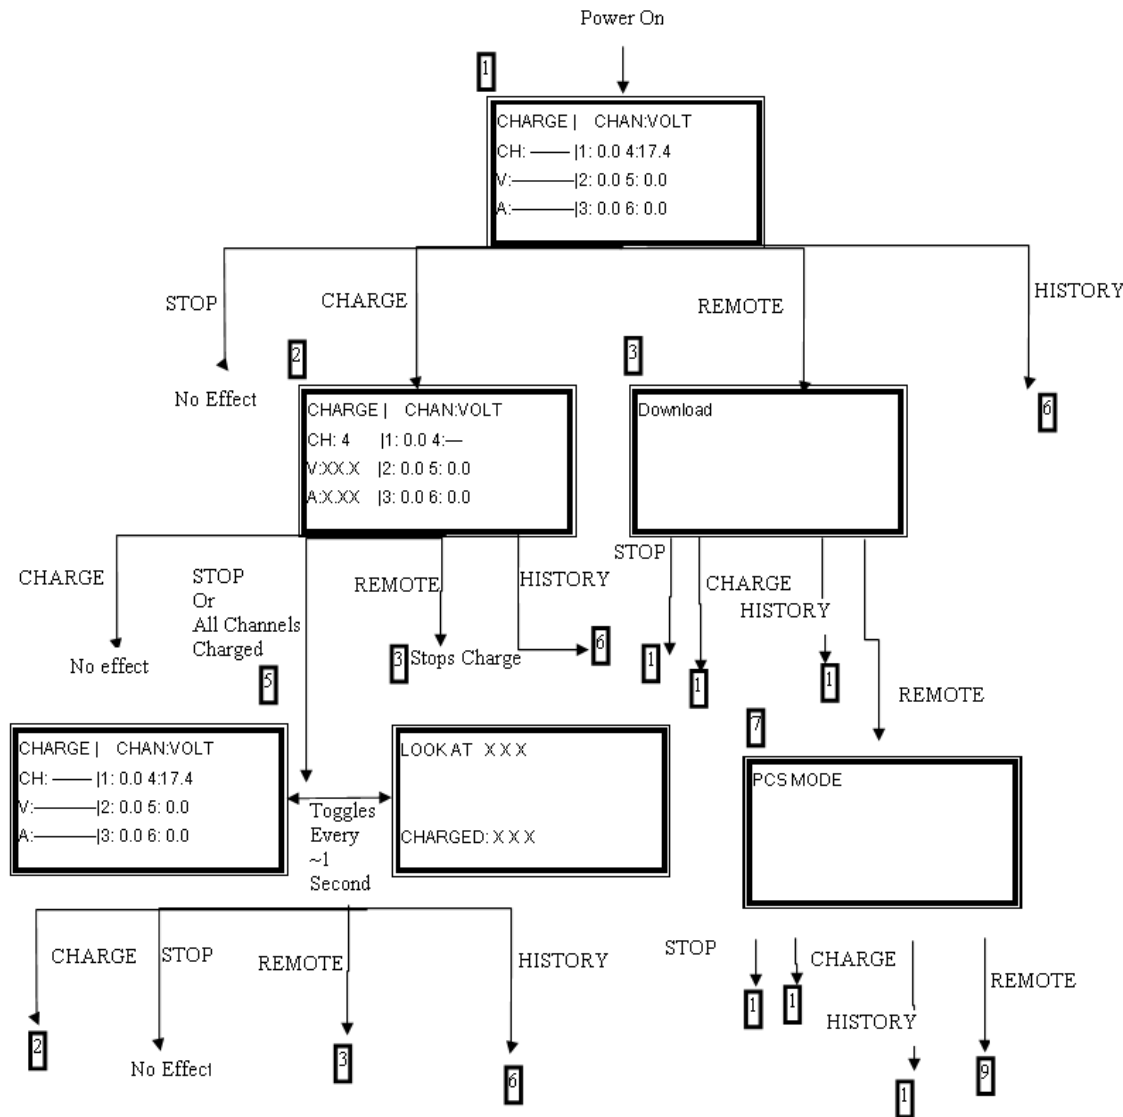 Power On
1
CHARGE | CHAN:VOLT
CH: —— |1: 0.0 4:17.4
V:———|2: 0.0 5: 0.0
A:———|3: 0.0 6: 0.0
STOP
CHARGE
REMOTE
HISTORY
No Effect
2
CHARGE | CHAN:VOLT
CH: 4 |1: 0.0 4:—
V:XX.X |2: 0.0 5: 0.0
A:X.XX |3: 0.0 6: 0.0
3
Download
6
CHARGE
No effect
STOP
Or
All Channels
Charged
5
REMOTE
3 Stops Charge
HISTORY
6
STOP
1
CHARGE
1
HISTORY
1
REMOTE
7
CHARGE | CHAN:VOLT
CH: —— |1: 0.0 4:17.4
V:———|2: 0.0 5: 0.0
A:———|3: 0.0 6: 0.0
Toggles
Every
~1
Second
LOOK AT X X X
CHARGED: X X X
PCS MODE
CHARGE
2
STOP
No Effect
REMOTE
3
HISTORY
6
STOP
1
CHARGE
1
HISTORY
1
REMOTE
9